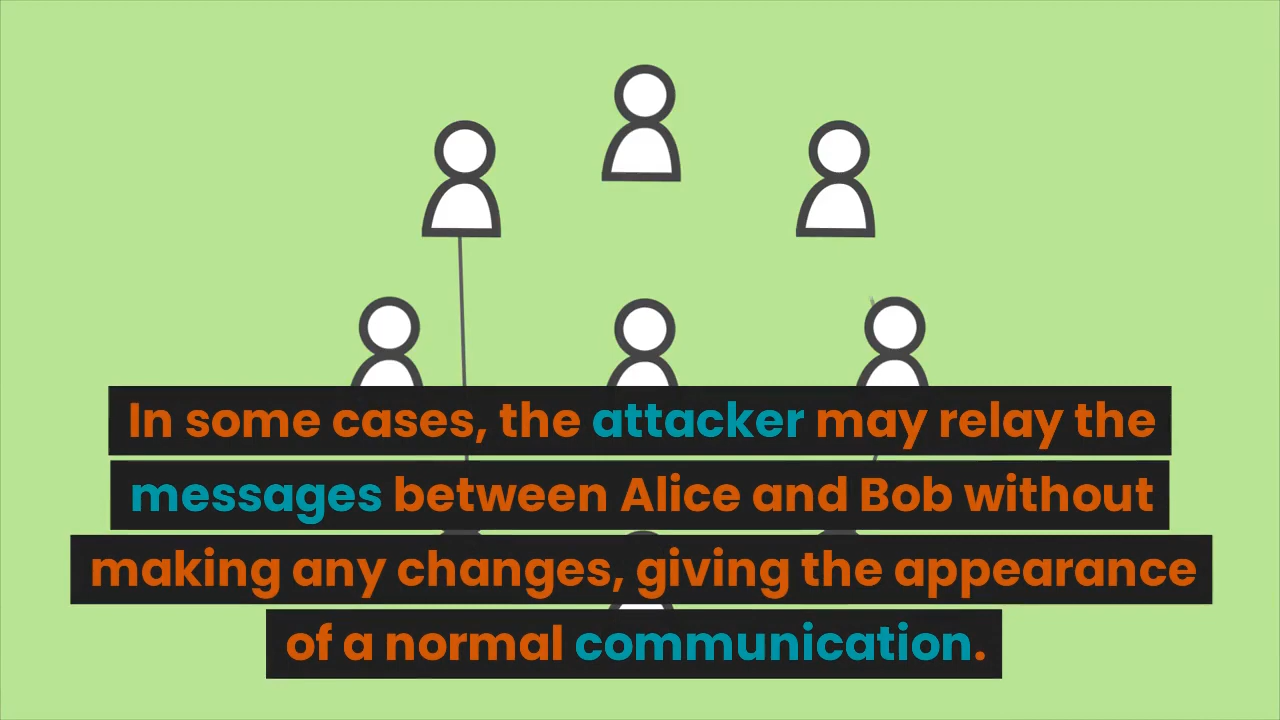 In some cases, the attacker may relay the
messages between Alice and Bob without
making any changes, giving the appearance
of a normal communication.